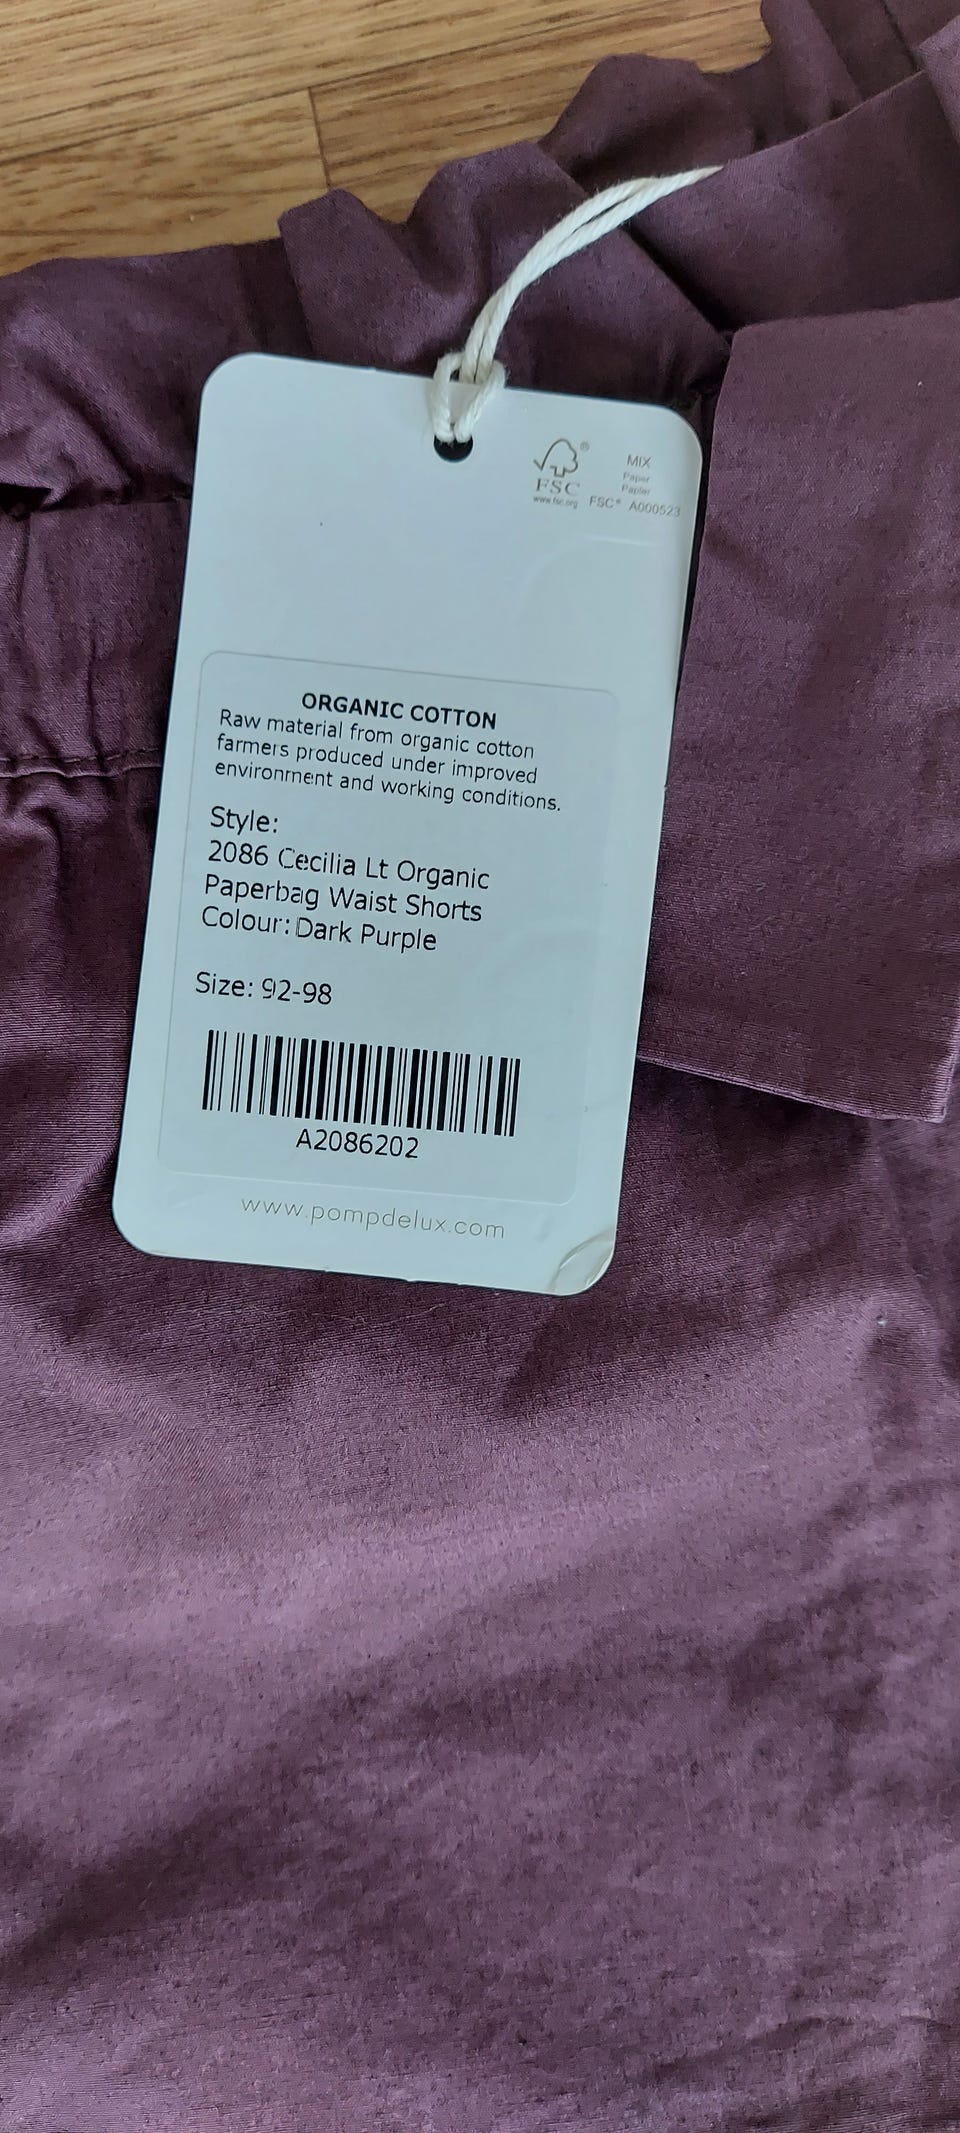 FSC®
www.fsc.org
MIX
Paper
Papier
FSC® A000523
ORGANIC COTTON
Raw material from organic cotton
farmers produced under improved
environment and working conditions.
Style:
2086 Cecilia Lt Organic
Paperbag Waist Shorts
Colour: Dark Purple
Size: 92-98
A2086202
www.pompdelux.com